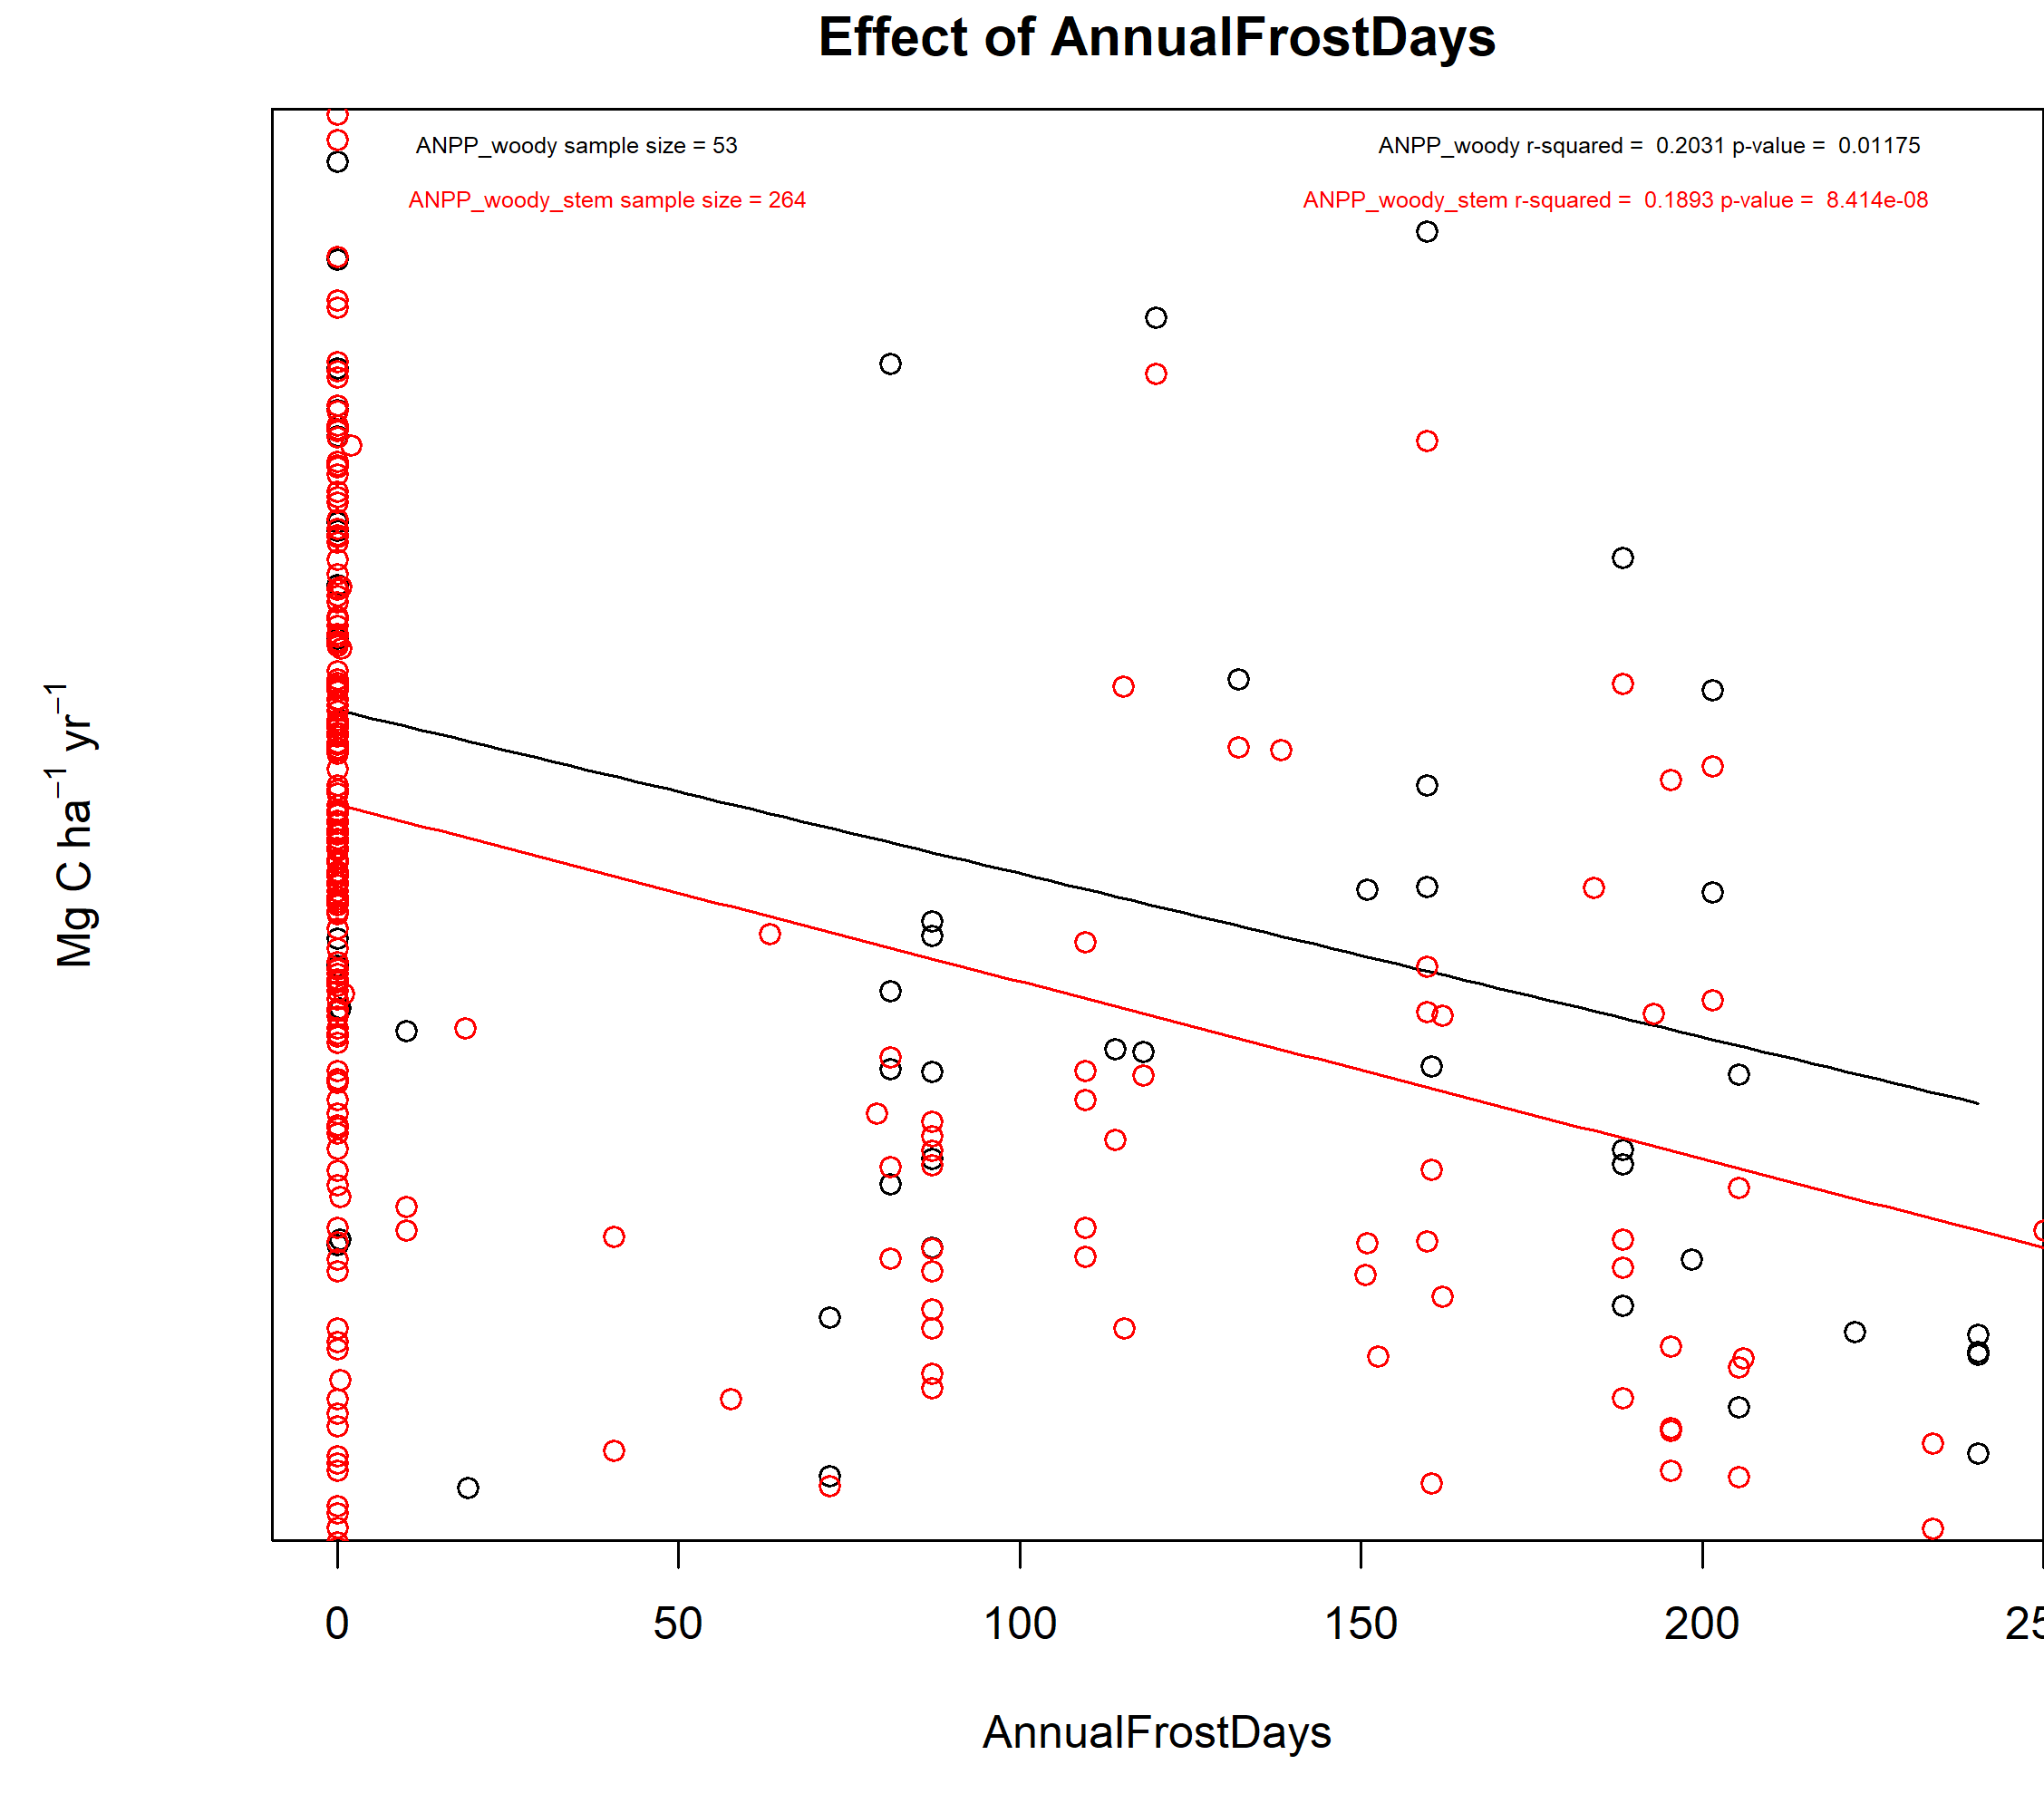 Effect of AnnualFrostDays
ANPP_woody sample size = 53
ANPP_woody r-squared =  0.2031 p-value =  0.01175
ANPP_woody_stem sample size = 264
ANPP_woody_stem r-squared =  0.1893 p-value =  8.414e-08
Mg C ha⁻¹ yr⁻¹
0 50 100 150 200 25
AnnualFrostDays